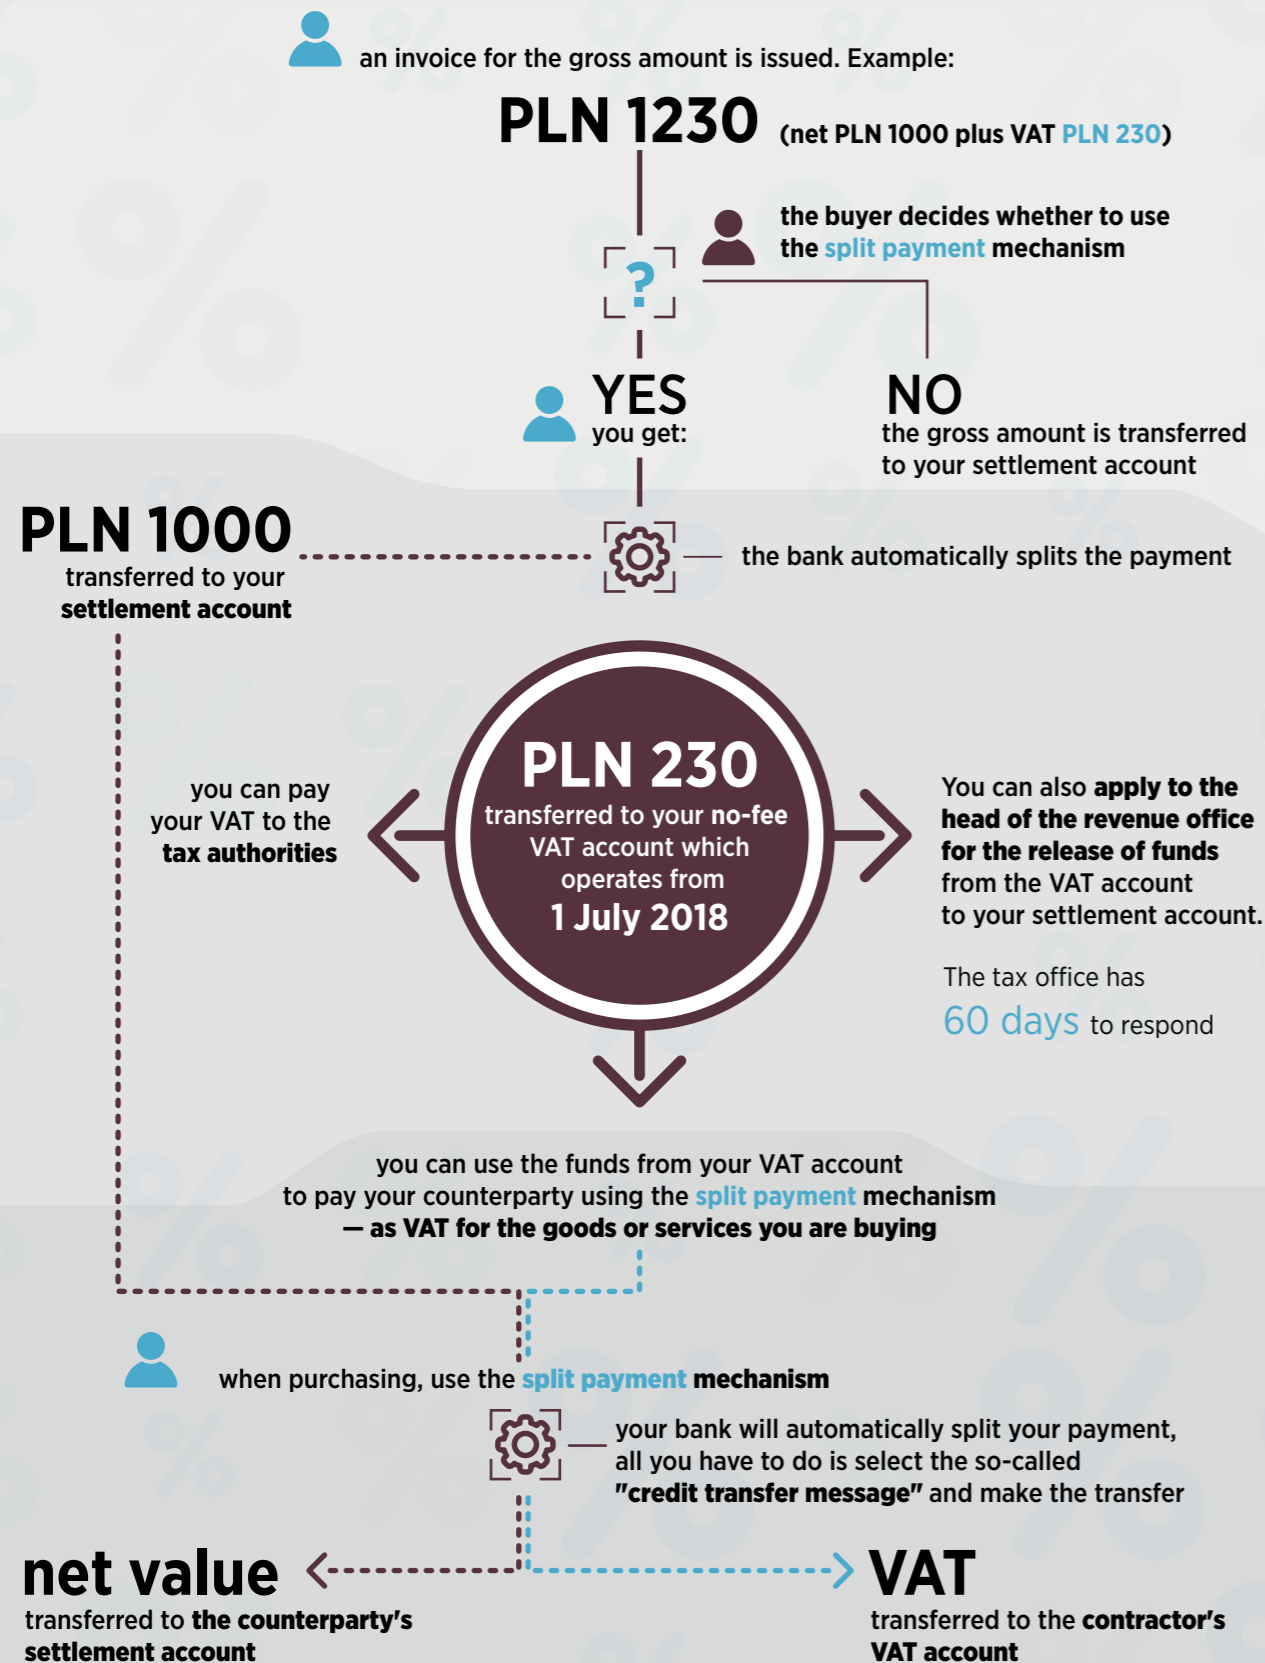 an invoice for the gross amount is issued. Example:
PLN 1230 (net PLN 1000 plus VAT PLN 230)
the buyer decides whether to use
the split payment mechanism
?
YES
you get:
NO
the gross amount is transferred
to your settlement account
PLN 1000
transferred to your
settlement account
the bank automatically splits the payment
PLN 230
transferred to your no-fee
VAT account which
operates from
1 July 2018
you can pay
your VAT to the
tax authorities
You can also apply to the
head of the revenue office
for the release of funds
from the VAT account
to your settlement account.
The tax office has
60 days to respond
you can use the funds from your VAT account
to pay your counterparty using the split payment mechanism
— as VAT for the goods or services you are buying
when purchasing, use the split payment mechanism
your bank will automatically split your payment,
all you have to do is select the so-called
"credit transfer message" and make the transfer
net value
transferred to the counterparty's
settlement account
VAT
transferred to the contractor's
VAT account